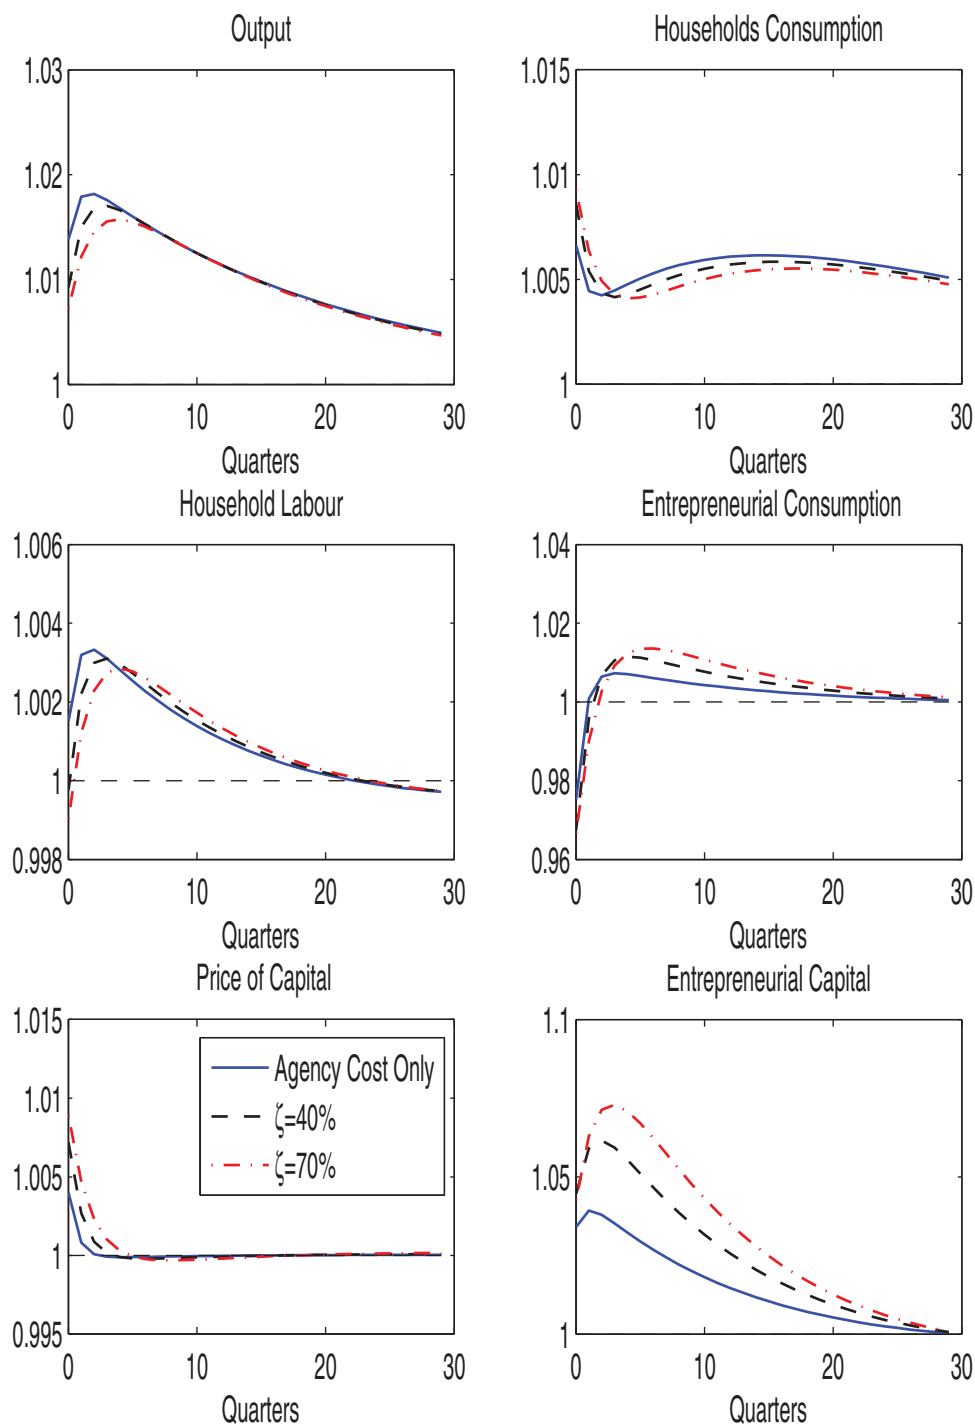 Output
1.03
1.02
1.01
1
0 10 20 30
Quarters
Households Consumption
1.015
1.01
1.005
1
0 10 20 30
Quarters
Household Labour
1.006
1.004
1.002
1
0.998
0 10 20 30
Quarters
Entrepreneurial Consumption
1.04
1.02
1
0.98
0.96
0 10 20 30
Quarters
Price of Capital
1.015
1.01
1.005
1
0.995
0 10 20 30
Quarters
Agency Cost Only
ζ=40%
ζ=70%
Entrepreneurial Capital
1.1
1.05
1
0 10 20 30
Quarters